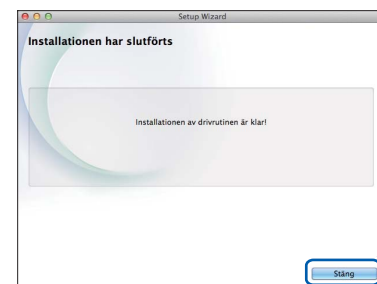 Setup Wizard
Installationen har slutförts
Installationen av drivrutinen är klar!
Stäng